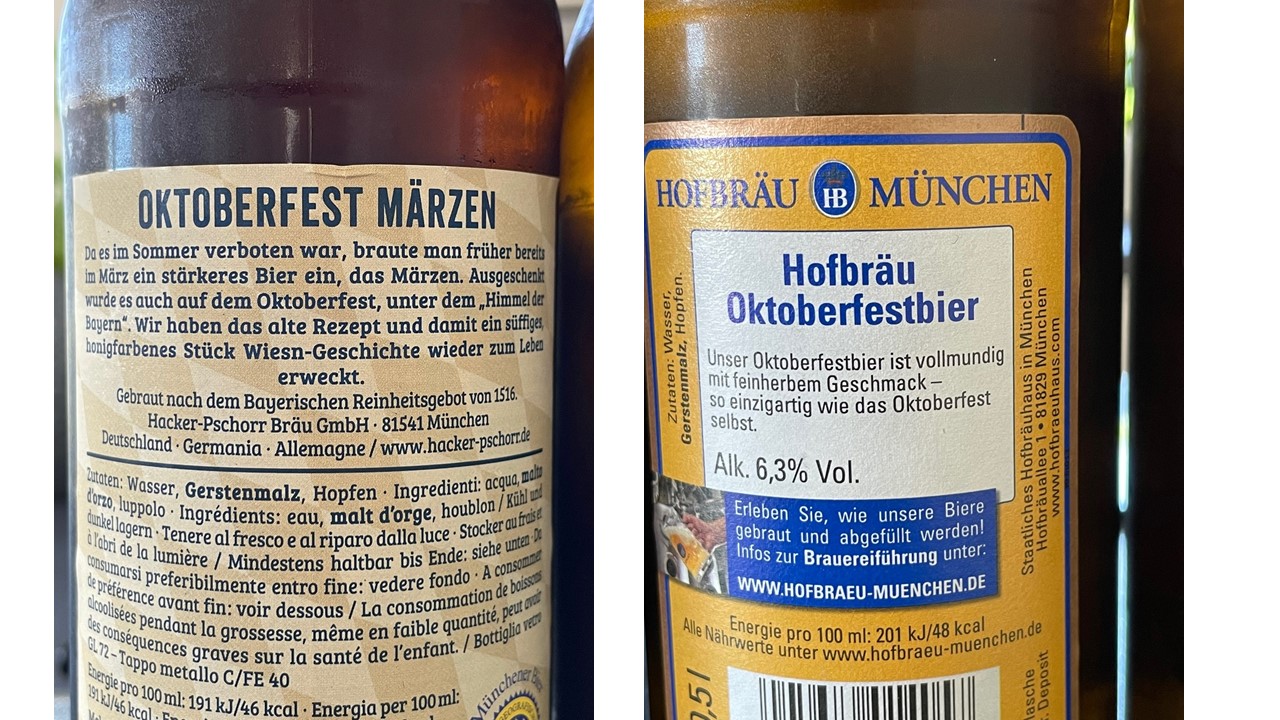 OKTOBERFEST MÄRZEN
Da es im Sommer verboten war, braute man früher bereits
im März ein stärkeres Bier ein, das Märzen. Ausgeschenkt
wurde es auch auf dem Oktoberfest, unter dem „Himmel der
Bayern“. Wir haben das alte Rezept und damit ein süffiges,
honigfarbenes Stück Wiesn-Geschichte wieder zum Leben
erweckt.
Gebraut nach dem Bayerischen Reinheitsgebot von 1516.
Hacker-Pschorr Bräu GmbH · 81541 München
Deutschland · Germania · Allemagne / www.hacker-pschorr.de
Zutaten: Wasser, Gerstenmalz, Hopfen · Ingredienti: acqua, malto
d'orzo, luppolo · Ingrédients: eau, malt d'orge, houblon / Kühl und
dunkel lagern · Tenere al fresco e al riparo dalla luce · Stocker au frais et
à l'abri de la lumière / Mindestens haltbar bis Ende: siehe unten · Da
consumarsi preferibilmente entro fine: vedere fondo · A consommer
de préférence avant fin: voir dessous / La consommation de boissons
alcoolisées pendant la grossesse, même en faible quantité, peut avoir
des conséquences graves sur la santé de l'enfant. / Bottiglia vetro
GL 72 – Tappo metallo C/FE 40
Energie pro 100 ml: 191 kJ/46 kcal · Energia per 100 ml:
191 kJ/46 kcal
Münchener Bier
HOFBRÄU HB MÜNCHEN
Zutaten: Wasser,
Gerstenmalz, Hopfen.
Hofbräu
Oktoberfestbier
Unser Oktoberfestbier ist vollmundig
mit feinherbem Geschmack –
so einzigartig wie das Oktoberfest
selbst.
Alk. 6,3% Vol.
Erleben Sie, wie unsere Biere
gebraut und abgefüllt werden!
Infos zur Brauereiführung unter:
WWW.HOFBRAEU-MUENCHEN.DE
Staatliches Hofbräuhaus in München
Hofbräuallee 1 • 81829 München
www.hofbraeuhaus.com
Energie pro 100 ml: 201 kJ/48 kcal
Alle Nährwerte unter www.hofbraeu-muenchen.de
0,5 l
Deposit